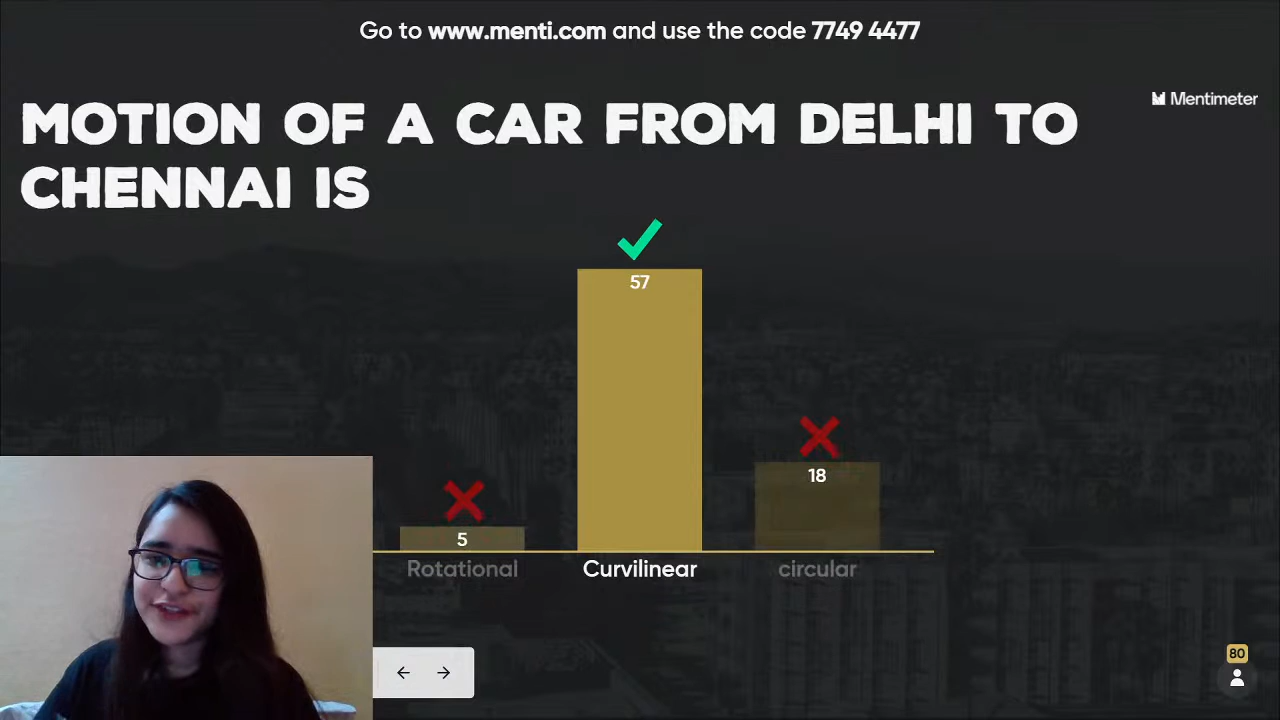 Go to www.menti.com and use the code 7749 4477
Mentimeter
MOTION OF A CAR FROM DELHI TO
CHENNAI IS
57
18
5
Rotational
Curvilinear
circular
80